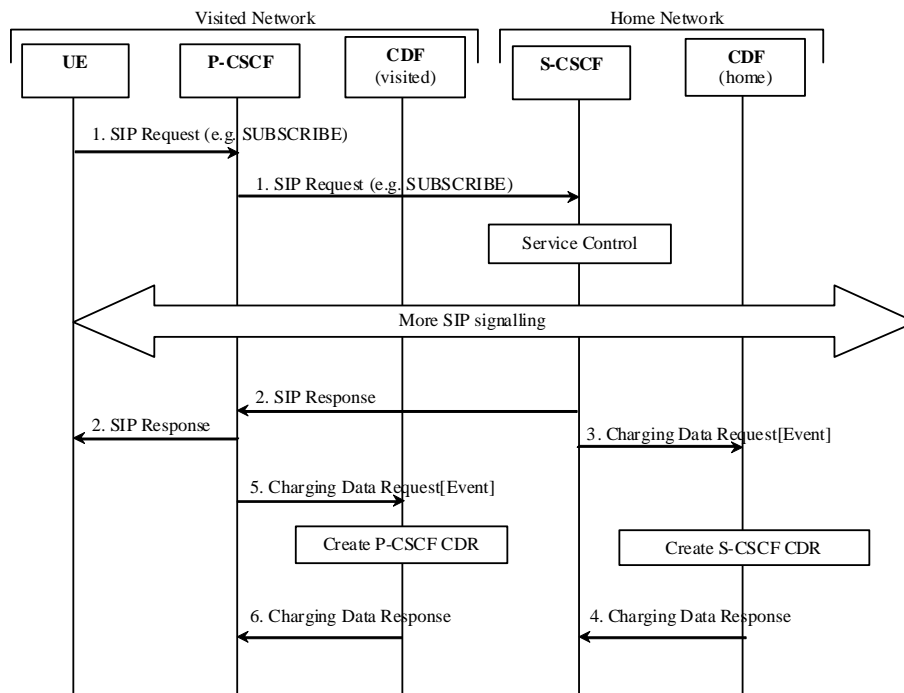 Visited Network
Home Network
UE
P-CSCF
CDF
(visited)
S-CSCF
CDF
(home)
1. SIP Request (e.g. SUBSCRIBE)
1. SIP Request (e.g. SUBSCRIBE)
Service Control
More SIP signalling
2. SIP Response
2. SIP Response
3. Charging Data Request[Event]
5. Charging Data Request[Event]
Create P-CSCF CDR
Create S-CSCF CDR
6. Charging Data Response
4. Charging Data Response